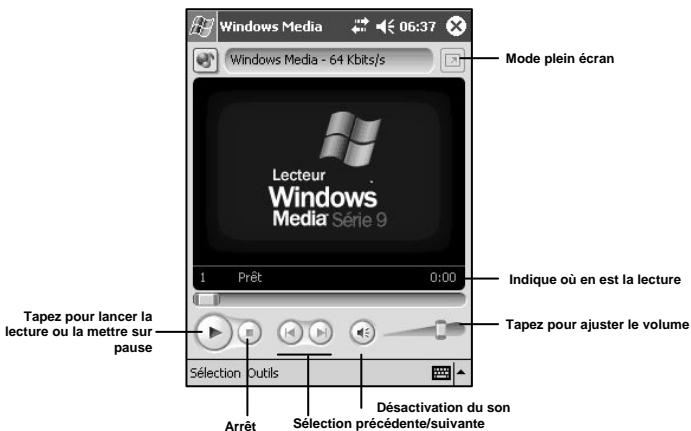 Windows Media 06:37
Windows Media - 64 Kbits/s
Mode plein écran
Lecteur
Windows
Media Série 9
1 Prêt 0:00
Indique où en est la lecture
Tapez pour lancer la
lecture ou la mettre sur
pause
Tapez pour ajuster le volume
Sélection Outils
Désactivation du son
Arrêt
Sélection précédente/suivante